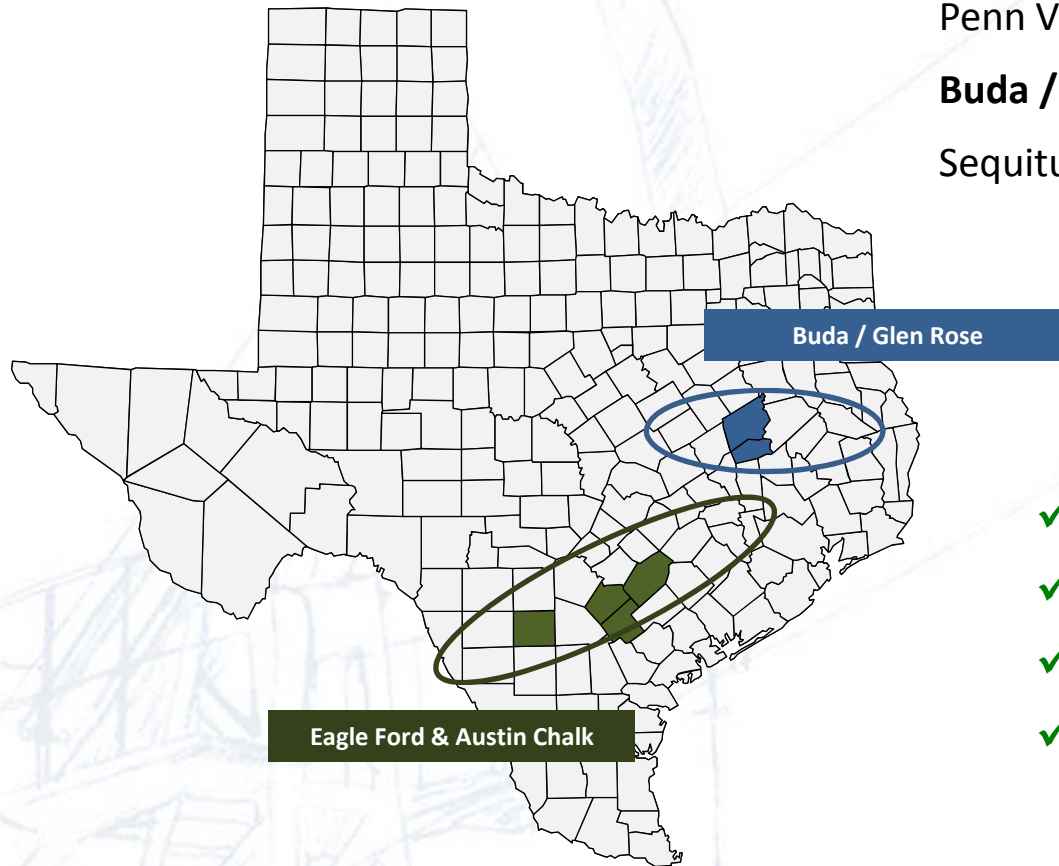 Penn V
Buda /
Sequitu
Buda / Glen Rose
Eagle Ford & Austin Chalk